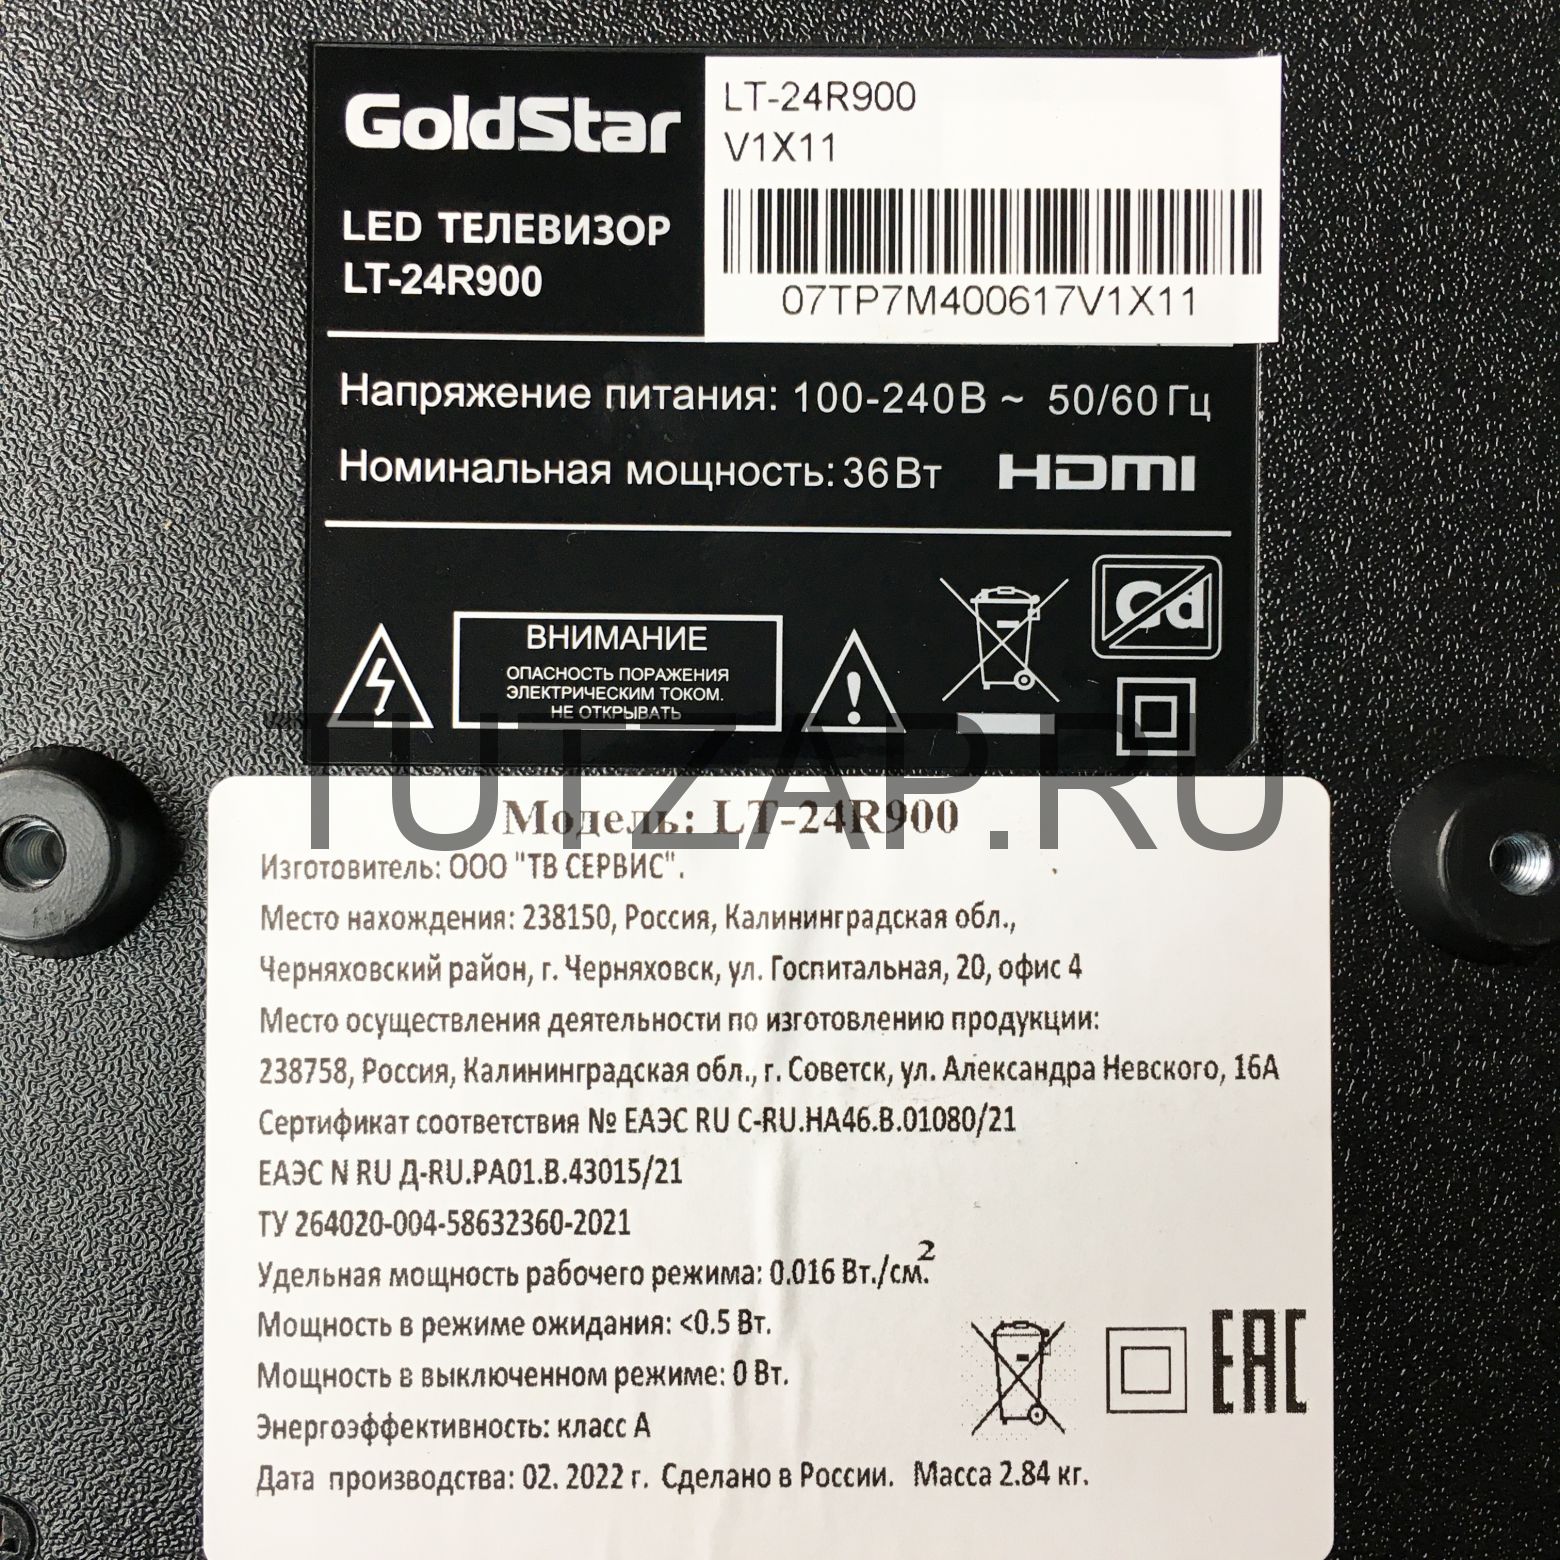 GoldStar
LED ТЕЛЕВИЗОР
LT-24R900
LT-24R900
V1X11
07TP7M400617V1X11
Напряжение питания: 100-240В ~ 50/60Гц
Номинальная мощность: 36Вт HDMI
ВНИМАНИЕ
ОПАСНОСТЬ ПОРАЖЕНИЯ
ЭЛЕКТРИЧЕСКИМ ТОКОМ.
НЕ ОТКРЫВАТЬ
Cd
TUTZAP.RU
Модель: LT-24R900
Изготовитель: ООО "ТВ СЕРВИС".
Место нахождения: 238150, Россия, Калининградская обл.,
Черняховский район, г. Черняховск, ул. Госпитальная, 20, офис 4
Место осуществления деятельности по изготовлению продукции:
238758, Россия, Калининградская обл., г. Советск, ул. Александра Невского, 16А
Сертификат соответствия № ЕАЭС RU C-RU.HA46.B.01080/21
ЕАЭС N RU Д-RU.PA01.B.43015/21
ТУ 264020-004-58632360-2021
Удельная мощность рабочего режима: 0.016 Вт./см.²
Мощность в режиме ожидания: <0.5 Вт.
Мощность в выключенном режиме: 0 Вт.
Энергоэффективность: класс А
Дата производства: 02. 2022 г. Сделано в России. Масса 2.84 кг.
EAC